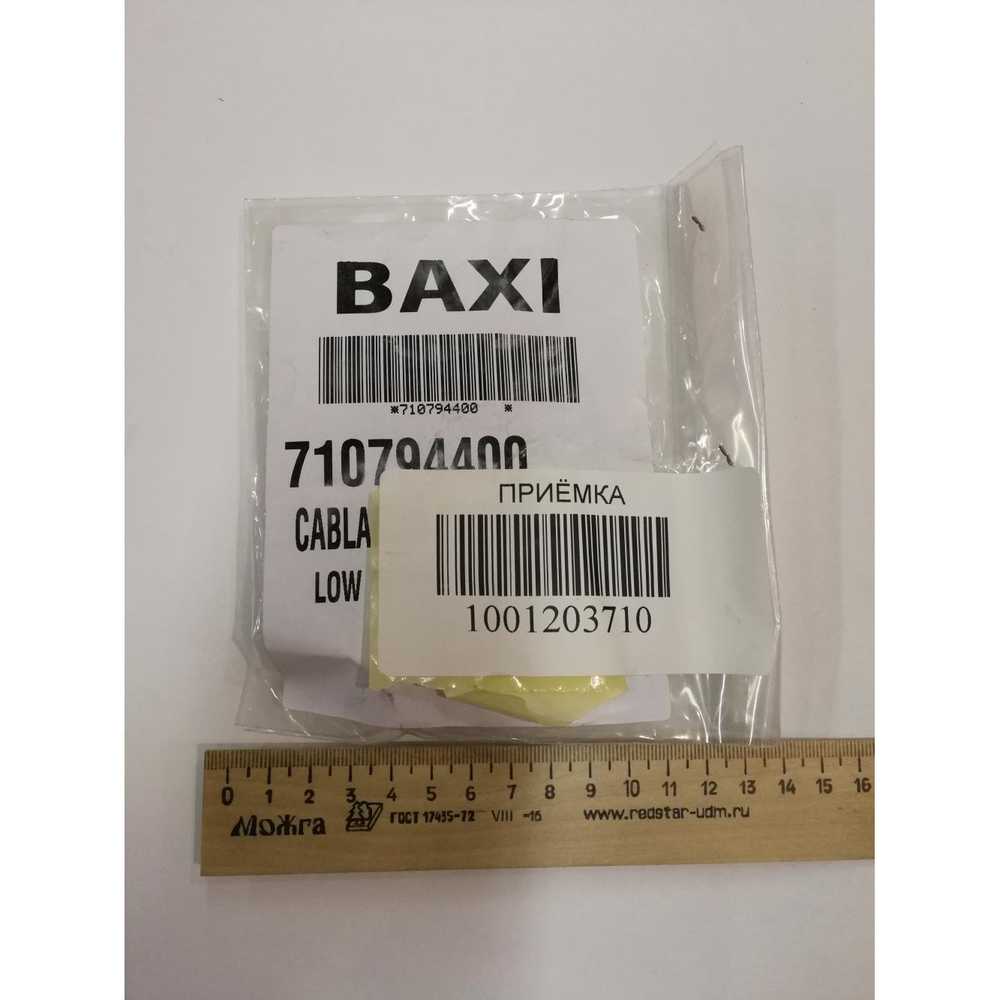 BAXI
*710794400 *
710794400
CABLA
LOW
ПРИЁМКА
1001203710
0 1 2 3 4 5 6 7 8 9 10 11 12 13 14 15 16
Можга ГОСТ 17435-72 VIII -16 www.redstar-udm.ru